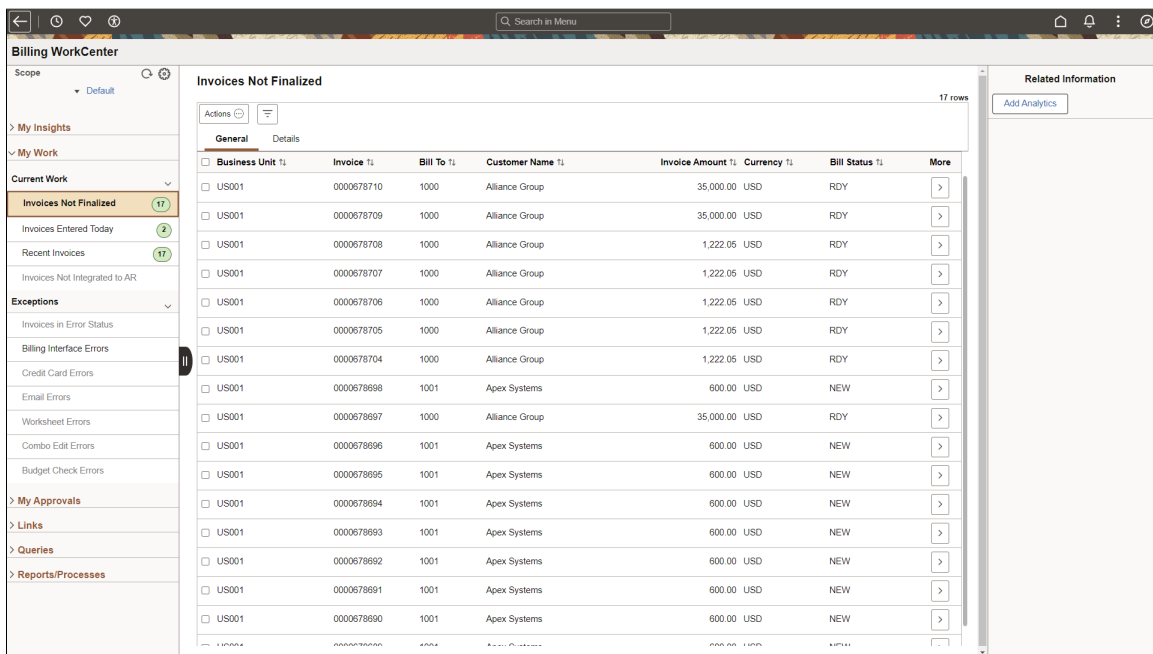 Search in Menu
Billing WorkCenter
Scope
Default
My Insights
My Work
Current Work
Invoices Not Finalized 17
Invoices Entered Today 2
Recent Invoices 17
Invoices Not Integrated to AR
Exceptions
Invoices in Error Status
Billing Interface Errors
Credit Card Errors
Email Errors
Worksheet Errors
Combo Edit Errors
Budget Check Errors
My Approvals
Links
Queries
Reports/Processes
Invoices Not Finalized
17 rows
Actions
General Details
Business Unit Invoice Bill To Customer Name Invoice Amount Currency Bill Status More
US001 0000678710 1000 Alliance Group 35,000.00 USD RDY
US001 0000678709 1000 Alliance Group 35,000.00 USD RDY
US001 0000678708 1000 Alliance Group 1,222.05 USD RDY
US001 0000678707 1000 Alliance Group 1,222.05 USD RDY
US001 0000678706 1000 Alliance Group 1,222.05 USD RDY
US001 0000678705 1000 Alliance Group 1,222.05 USD RDY
US001 0000678704 1000 Alliance Group 1,222.05 USD RDY
US001 0000678698 1001 Apex Systems 600.00 USD NEW
US001 0000678697 1000 Alliance Group 35,000.00 USD RDY
US001 0000678696 1001 Apex Systems 600.00 USD NEW
US001 0000678695 1001 Apex Systems 600.00 USD NEW
US001 0000678694 1001 Apex Systems 600.00 USD NEW
US001 0000678693 1001 Apex Systems 600.00 USD NEW
US001 0000678692 1001 Apex Systems 600.00 USD NEW
US001 0000678691 1001 Apex Systems 600.00 USD NEW
US001 0000678690 1001 Apex Systems 600.00 USD NEW
Related Information
Add Analytics